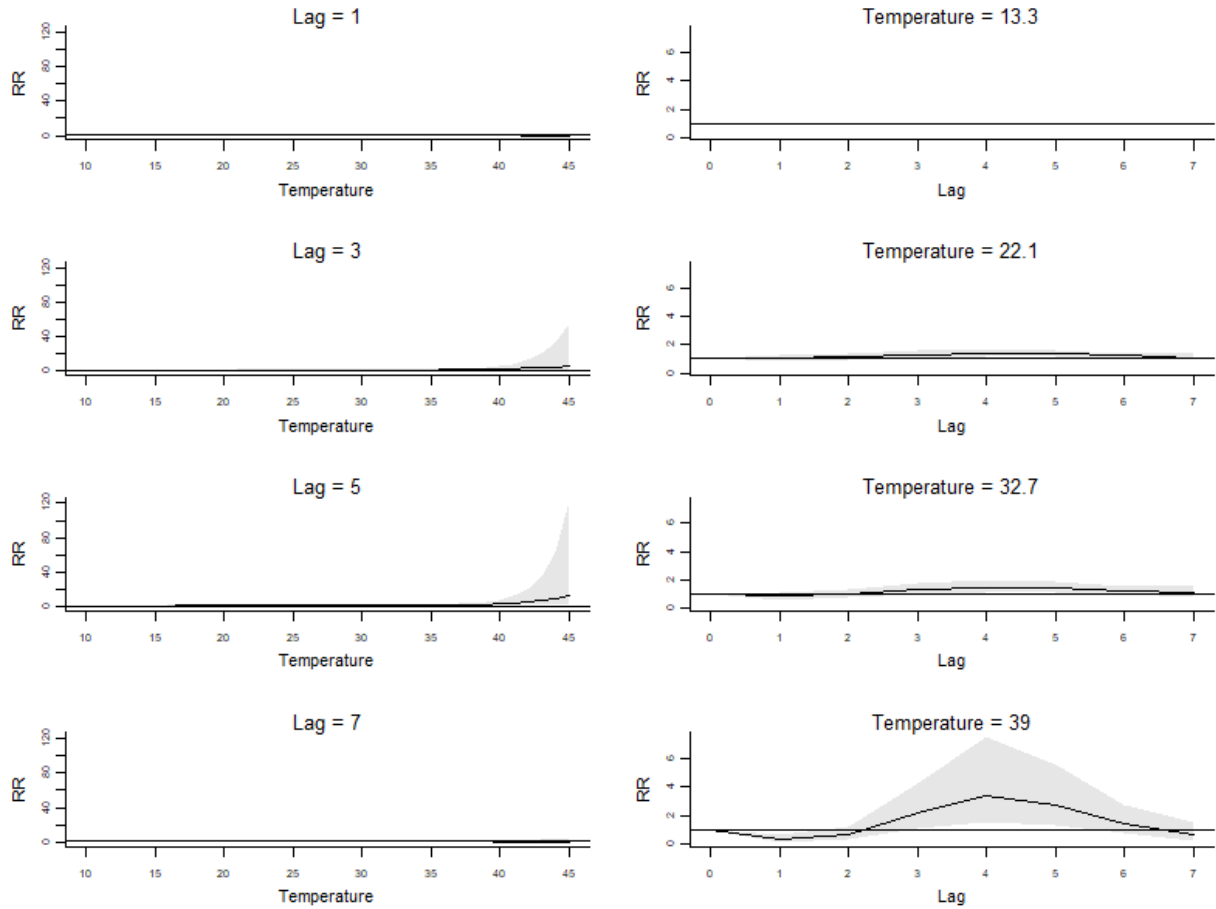 Lag = 1
RR
0 40 80 120
10 15 20 25 30 35 40 45
Temperature
Temperature = 13.3
RR
0 2 4 6
0 1 2 3 4 5 6 7
Lag
Lag = 3
RR
0 40 80 120
10 15 20 25 30 35 40 45
Temperature
Temperature = 22.1
RR
0 2 4 6
0 1 2 3 4 5 6 7
Lag
Lag = 5
RR
0 40 80 120
10 15 20 25 30 35 40 45
Temperature
Temperature = 32.7
RR
0 2 4 6
0 1 2 3 4 5 6 7
Lag
Lag = 7
RR
0 40 80 120
10 15 20 25 30 35 40 45
Temperature
Temperature = 39
RR
0 2 4 6
0 1 2 3 4 5 6 7
Lag